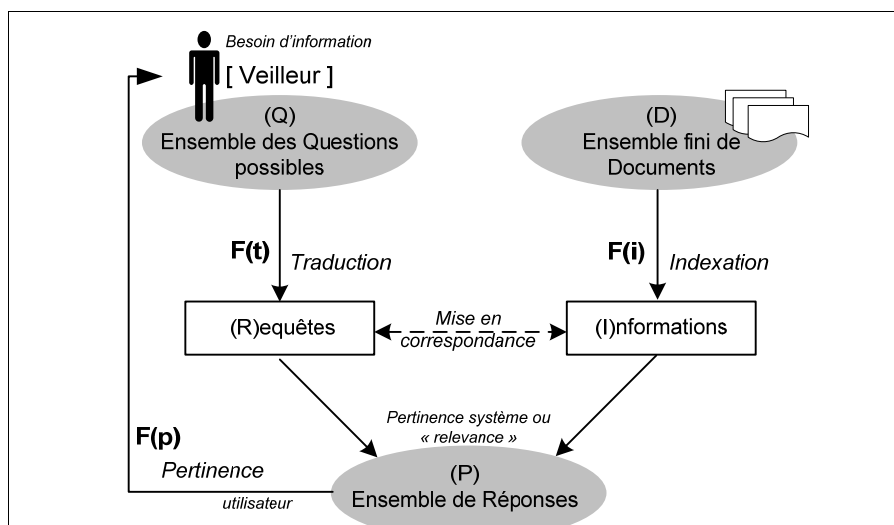 Besoin d'information
[ Veilleur ]
(Q)
Ensemble des Questions
possibles
(D)
Ensemble fini de
Documents
F(t)
Traduction
F(i)
Indexation
(R)equêtes
Mise en
correspondance
(I)nformations
Pertinence système ou
« relevance »
F(p)
Pertinence
utilisateur
(P)
Ensemble de Réponses